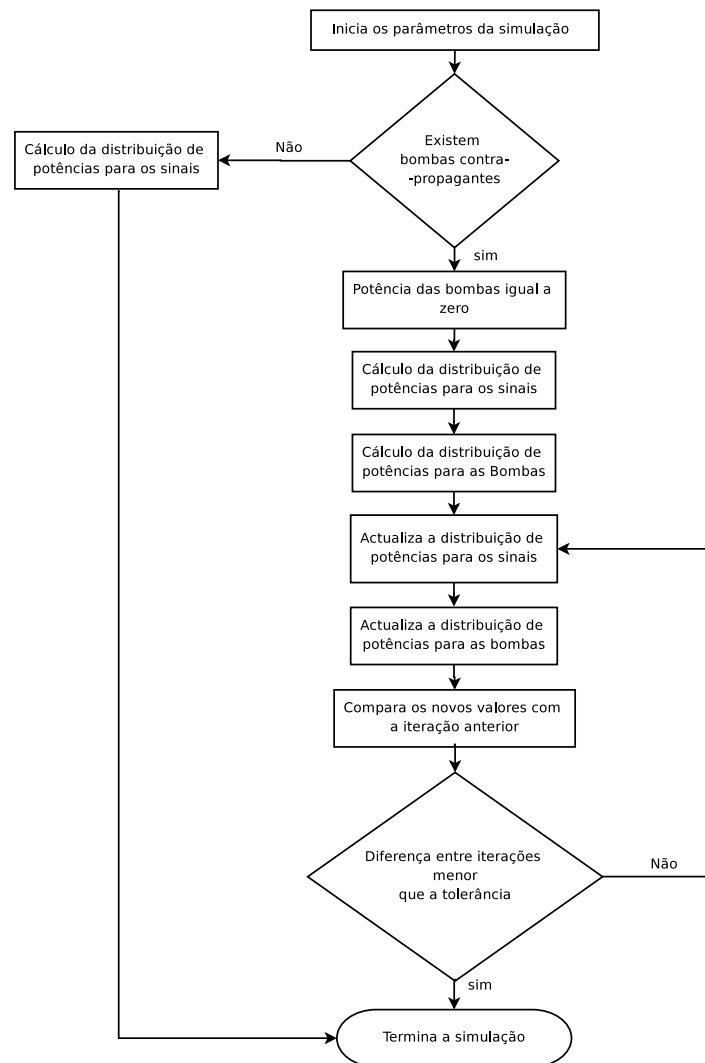 Inicia os parâmetros da simulação
Existem
bombas contra-
-propagantes
Não
Cálculo da distribuição de
potências para os sinais
sim
Potência das bombas igual a
zero
Cálculo da distribuição de
potências para os sinais
Cálculo da distribuição de
potências para as Bombas
Actualiza a distribuição de
potências para os sinais
Actualiza a distribuição de
potências para as bombas
Compara os novos valores com
a iteração anterior
Diferença entre iterações
menor
que a tolerância
Não
sim
Termina a simulação